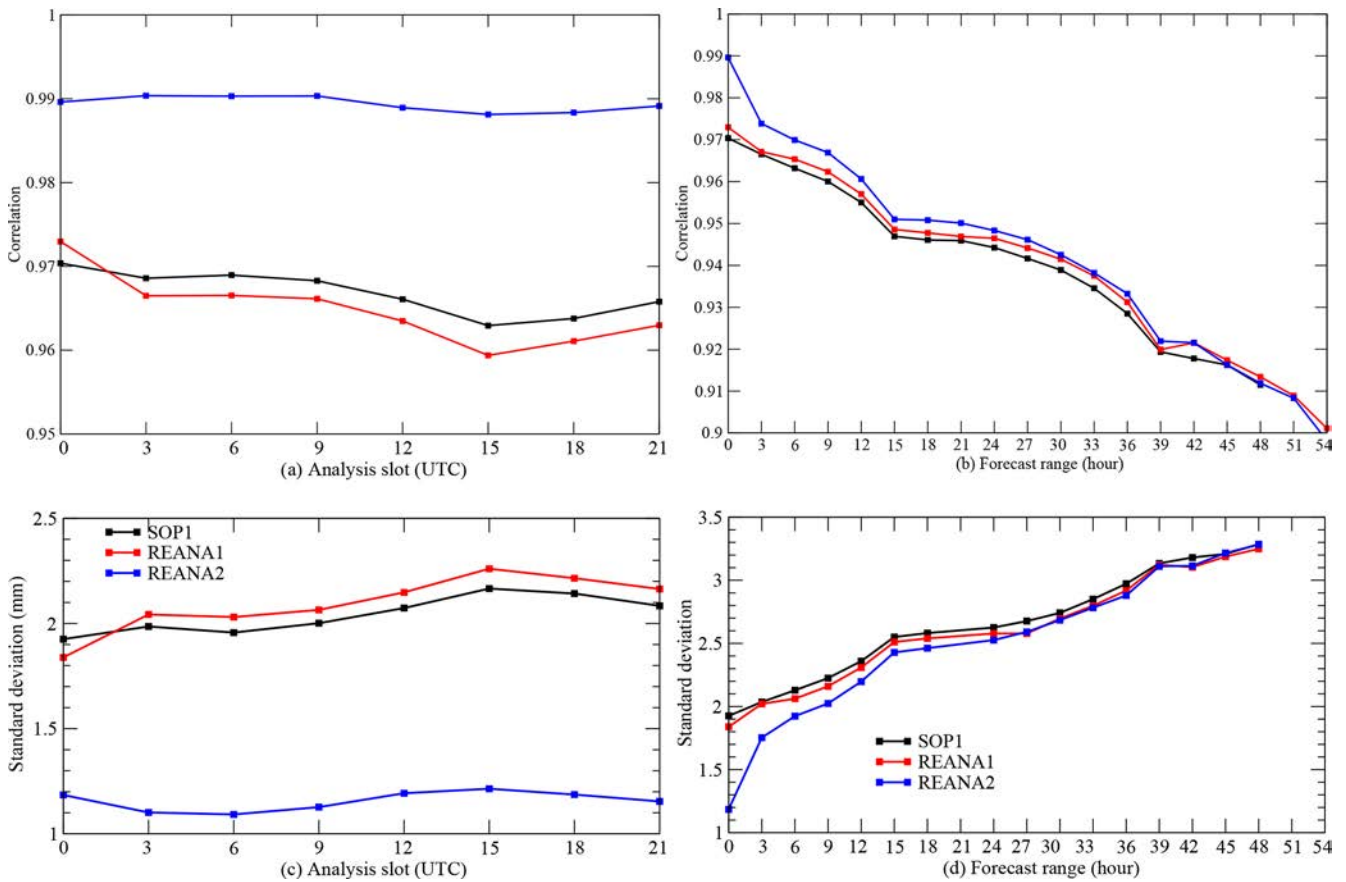 1
0.99
0.98
0.97
0.96
0.95
Correlation
0 3 6 9 12 15 18 21
(a) Analysis slot (UTC)
1
0.99
0.98
0.97
0.96
0.95
0.94
0.93
0.92
0.91
0.9
Correlation
0 3 6 9 12 15 18 21 24 27 30 33 36 39 42 45 48 51 54
(b) Forecast range (hour)
2.5
2
1.5
1
Standard deviation (mm)
SOP1
REANA1
REANA2
0 3 6 9 12 15 18 21
(c) Analysis slot (UTC)
3.5
3
2.5
2
1.5
1
Standard deviation
SOP1
REANA1
REANA2
0 3 6 9 12 15 18 21 24 27 30 33 36 39 42 45 48 51 54
(d) Forecast range (hour)